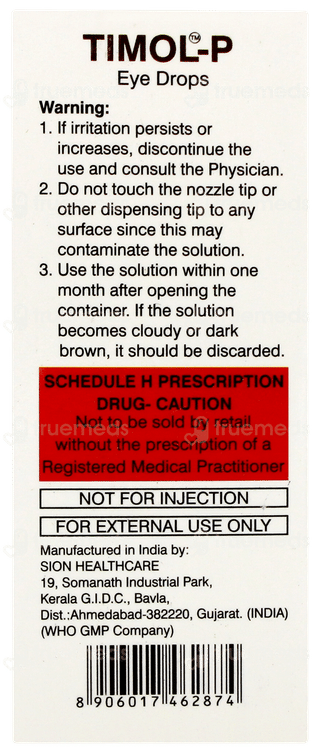 TIMOL™-P
Eye Drops
Warning:
1. If irritation persists or
increases, discontinue the
use and consult the Physician.
2. Do not touch the nozzle tip or
other dispensing tip to any
surface since this may
contaminate the solution.
3. Use the solution within one
month after opening the
container. If the solution
becomes cloudy or dark
brown, it should be discarded.
SCHEDULE H PRESCRIPTION
DRUG- CAUTION
Not to be sold by retail
without the prescription of a
Registered Medical Practitioner
NOT FOR INJECTION
FOR EXTERNAL USE ONLY
Manufactured in India by:
SION HEALTHCARE
19, Somanath Industrial Park,
Kerala G.I.D.C., Bavla,
Dist.:Ahmedabad-382220, Gujarat. (INDIA)
(WHO GMP Company)
8 906017 462874
truemeds